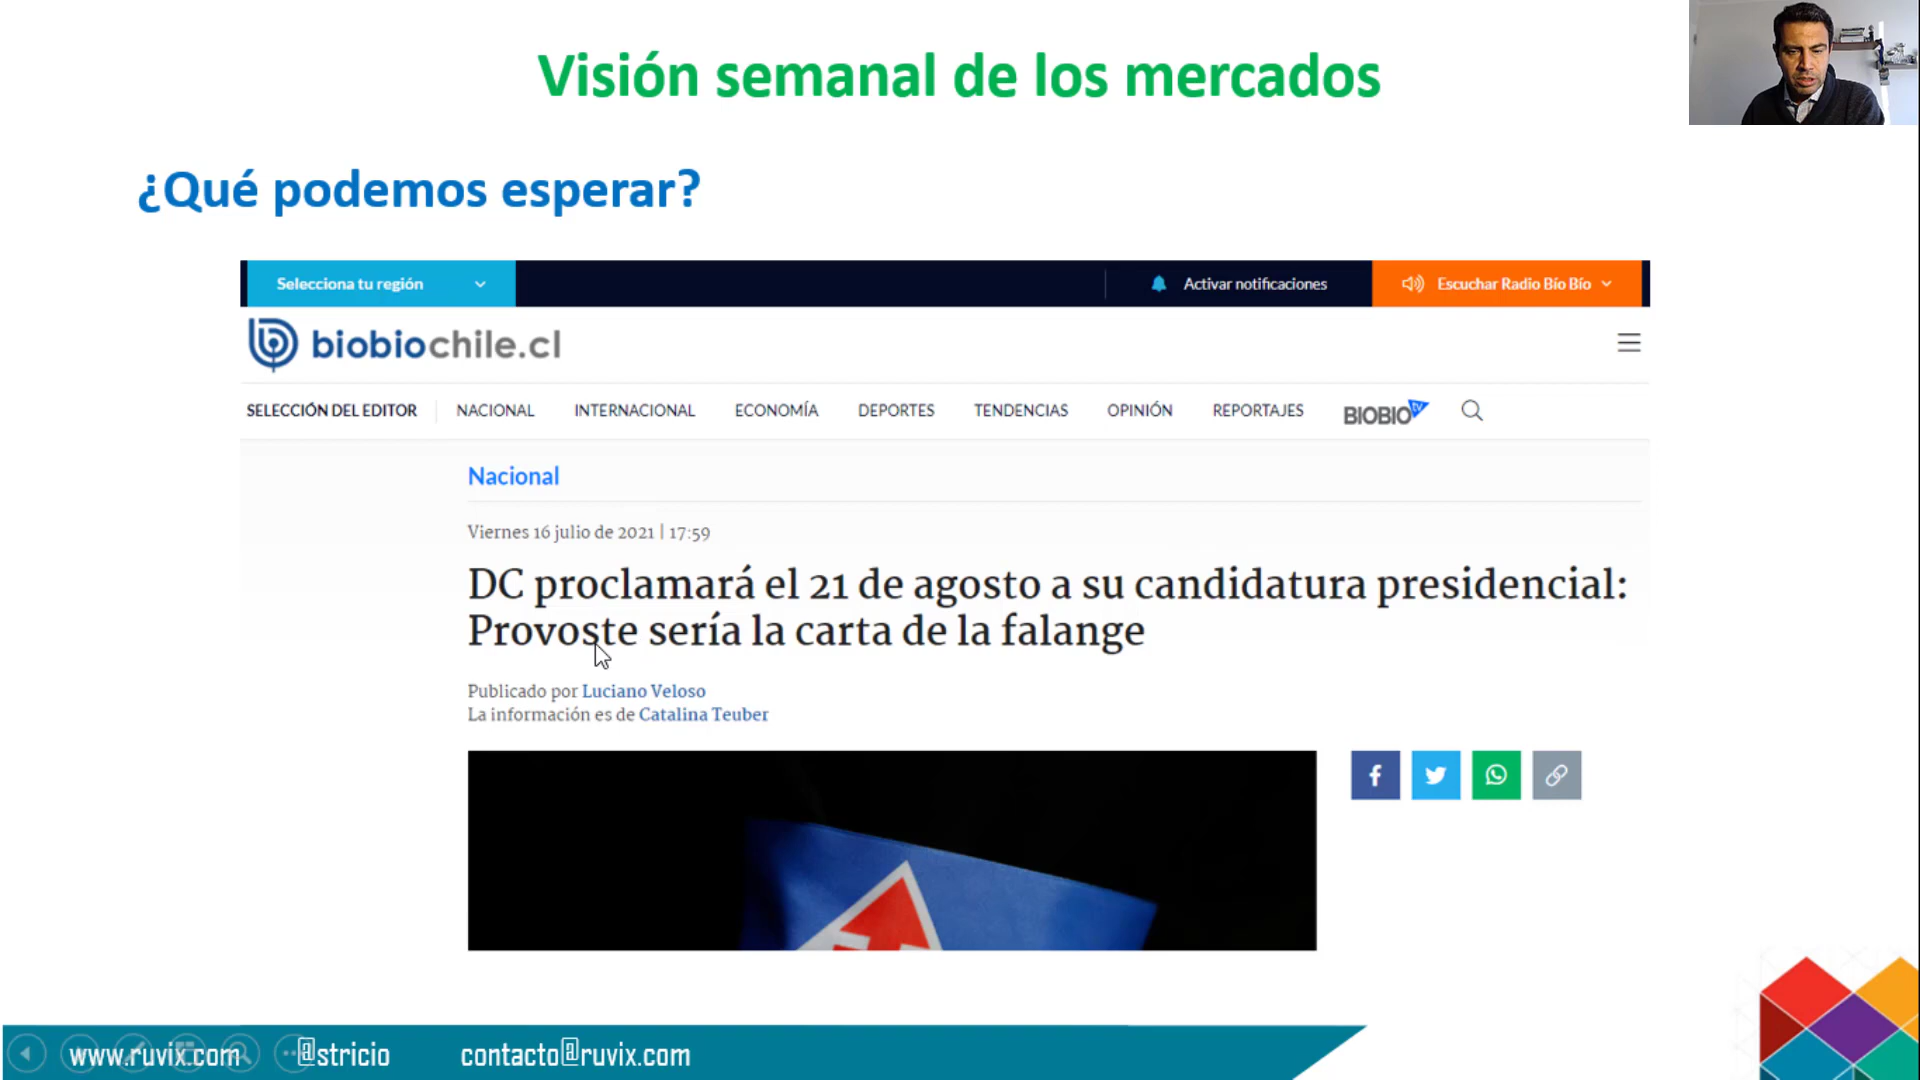 Visión semanal de los mercados
¿Qué podemos esperar?
Selecciona tu región
Activar notificaciones
Escuchar Radio Bío Bío
biobiochile.cl
SELECCIÓN DEL EDITOR NACIONAL INTERNACIONAL ECONOMÍA DEPORTES TENDENCIAS OPINIÓN REPORTAJES BIOBIO TV
Nacional
Viernes 16 julio de 2021 | 17:59
DC proclamará el 21 de agosto a su candidatura presidencial:
Provoste sería la carta de la falange
Publicado por Luciano Veloso
La información es de Catalina Teuber
www.ruvix.com @stricio contacto@ruvix.com